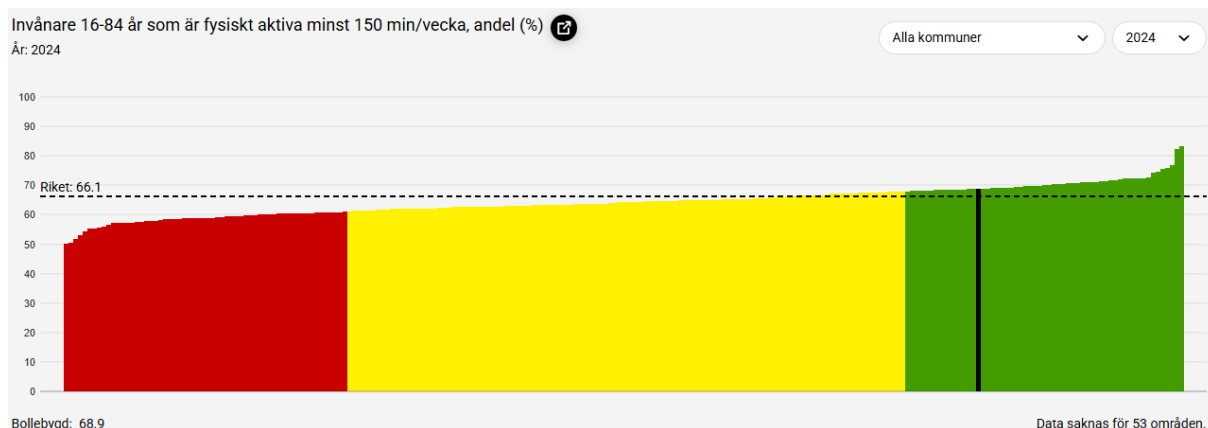 Invånare 16-84 år som är fysiskt aktiva minst 150 min/vecka, andel (%)
År: 2024
Alla kommuner
2024
100
90
80
70
Riket: 66.1
60
50
40
30
20
10
0
Bollebygd: 68.9
Data saknas för 53 områden.